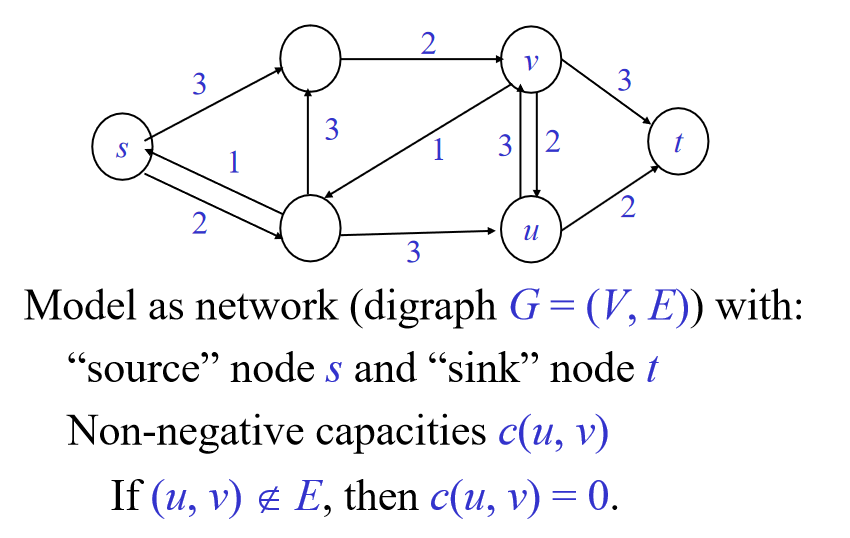 2
v
3
3
s
3
1
1
3
2
t
2
2
u
3
Model as network (digraph G = (V, E)) with:
“source” node s and “sink” node t
Non-negative capacities c(u, v)
If (u, v) ∉ E, then c(u, v) = 0.